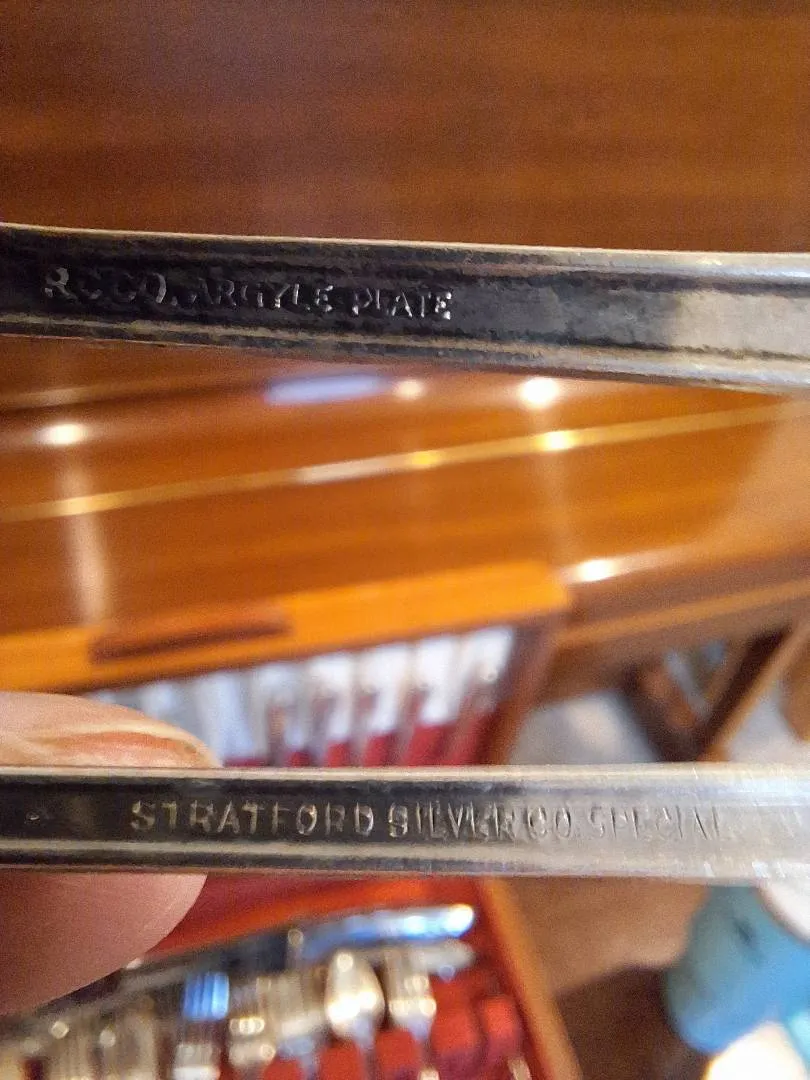 R.C.CO. ARGYLE PLATE
STRATFORD SILVER CO. SPECIAL